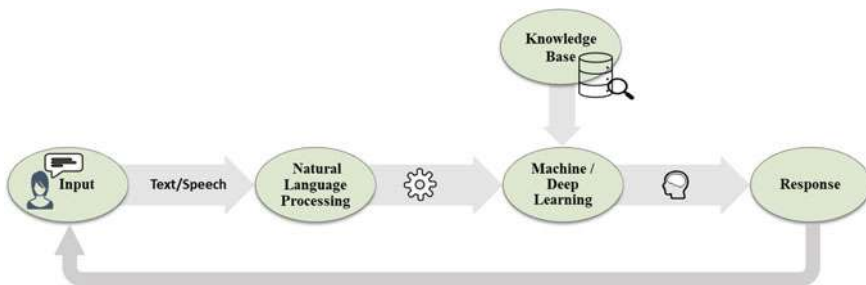 Knowledge
Base
Input
Text/Speech
Natural
Language
Processing
Machine /
Deep
Learning
Response